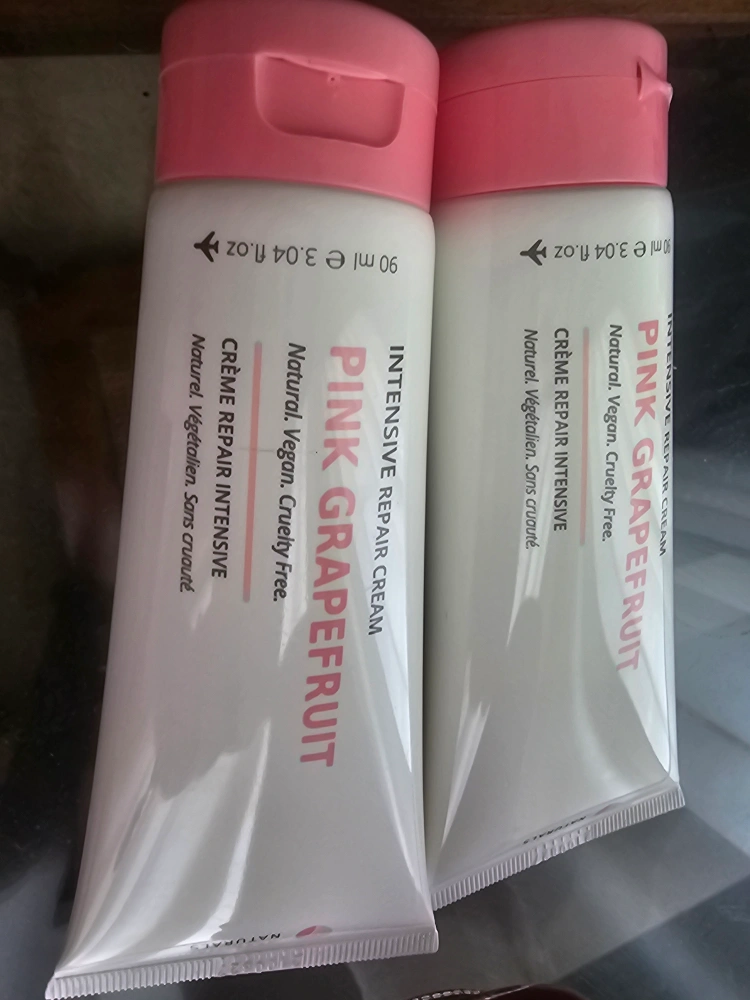 INTENSIVE REPAIR CREAM
PINK GRAPEFRUIT
Natural. Vegan. Cruelty Free.
CRÈME REPAIR INTENSIVE
Naturel. Végétalien. Sans cruauté.
90 ml e 3.04 fl.oz
NATURALS
INTENSIVE REPAIR CREAM
PINK GRAPEFRUIT
Natural. Vegan. Cruelty Free.
CRÈME REPAIR INTENSIVE
Naturel. Végétalien. Sans cruauté.
90 ml e 3.04 fl.oz
NATURALS